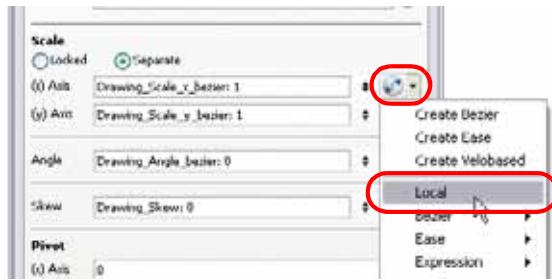 Scale
Locked Separate
(x) Axis Drawing_Scale_x_bezier: 1
(y) Axis Drawing_Scale_y_bezier: 1
Angle Drawing_Angle_bezier: 0
Skew Drawing_Skew: 0
Pivot
(x) Axis 0
Create Bezier
Create Ease
Create Velobased
Local
Bezier
Ease
Expression